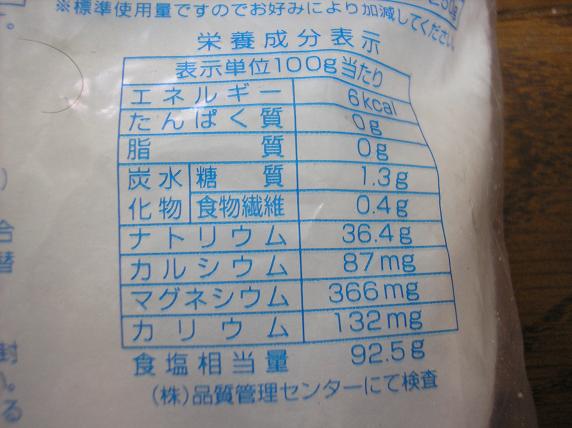 ※標準使用量ですのでお好みにより加減してください。
栄養成分表示
表示単位100g当たり
エネルギー 6kcal
たんぱく質 0g
脂質 0g
炭水化物 糖質 1.3g
食物繊維 0.4g
ナトリウム 36.4g
カルシウム 87mg
マグネシウム 366mg
カリウム 132mg
食塩相当量 92.5g
(株)品質管理センターにて検査